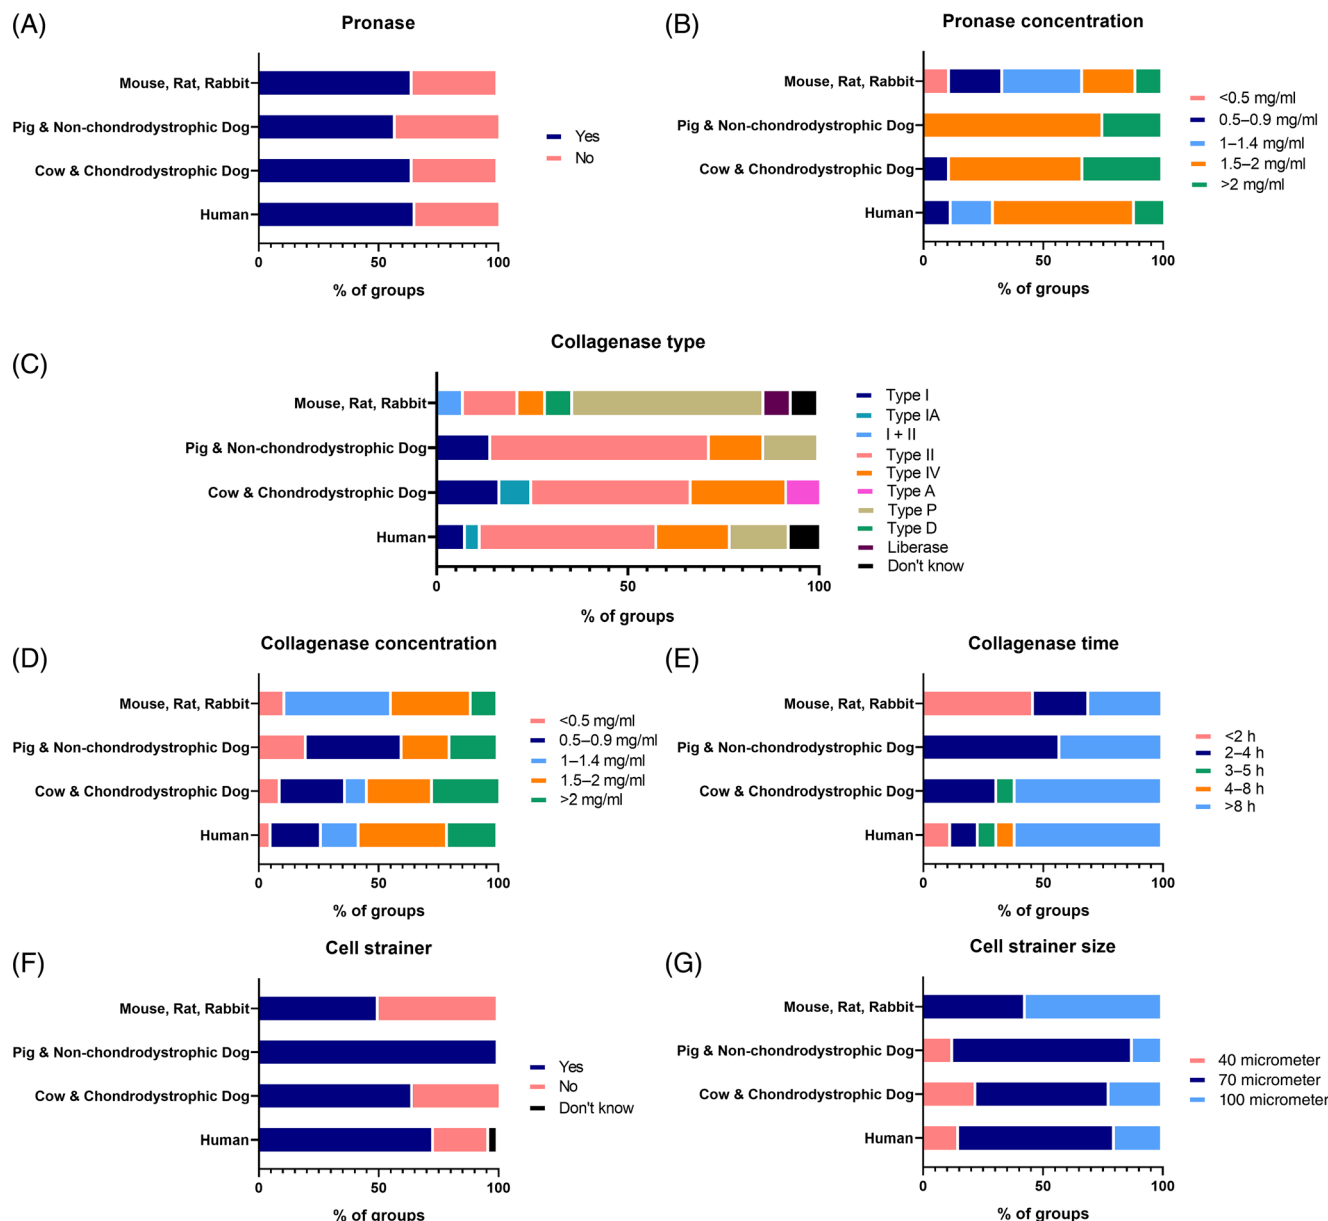 (A)
Pronase
Mouse, Rat, Rabbit
Pig & Non-chondrodystrophic Dog
Cow & Chondrodystrophic Dog
Human
0 50 100
% of groups
Yes
No
(B)
Pronase concentration
Mouse, Rat, Rabbit
Pig & Non-chondrodystrophic Dog
Cow & Chondrodystrophic Dog
Human
0 50 100
% of groups
<0.5 mg/ml
0.5–0.9 mg/ml
1–1.4 mg/ml
1.5–2 mg/ml
>2 mg/ml
(C)
Collagenase type
Mouse, Rat, Rabbit
Pig & Non-chondrodystrophic Dog
Cow & Chondrodystrophic Dog
Human
0 50 100
% of groups
Type I
Type IA
I + II
Type II
Type IV
Type A
Type P
Type D
Liberase
Don't know
(D)
Collagenase concentration
Mouse, Rat, Rabbit
Pig & Non-chondrodystrophic Dog
Cow & Chondrodystrophic Dog
Human
0 50 100
% of groups
<0.5 mg/ml
0.5–0.9 mg/ml
1–1.4 mg/ml
1.5–2 mg/ml
>2 mg/ml
(E)
Collagenase time
Mouse, Rat, Rabbit
Pig & Non-chondrodystrophic Dog
Cow & Chondrodystrophic Dog
Human
0 50 100
% of groups
<2 h
2–4 h
3–5 h
4–8 h
>8 h
(F)
Cell strainer
Mouse, Rat, Rabbit
Pig & Non-chondrodystrophic Dog
Cow & Chondrodystrophic Dog
Human
0 50 100
% of groups
Yes
No
Don't know
(G)
Cell strainer size
Mouse, Rat, Rabbit
Pig & Non-chondrodystrophic Dog
Cow & Chondrodystrophic Dog
Human
0 50 100
% of groups
40 micrometer
70 micrometer
100 micrometer